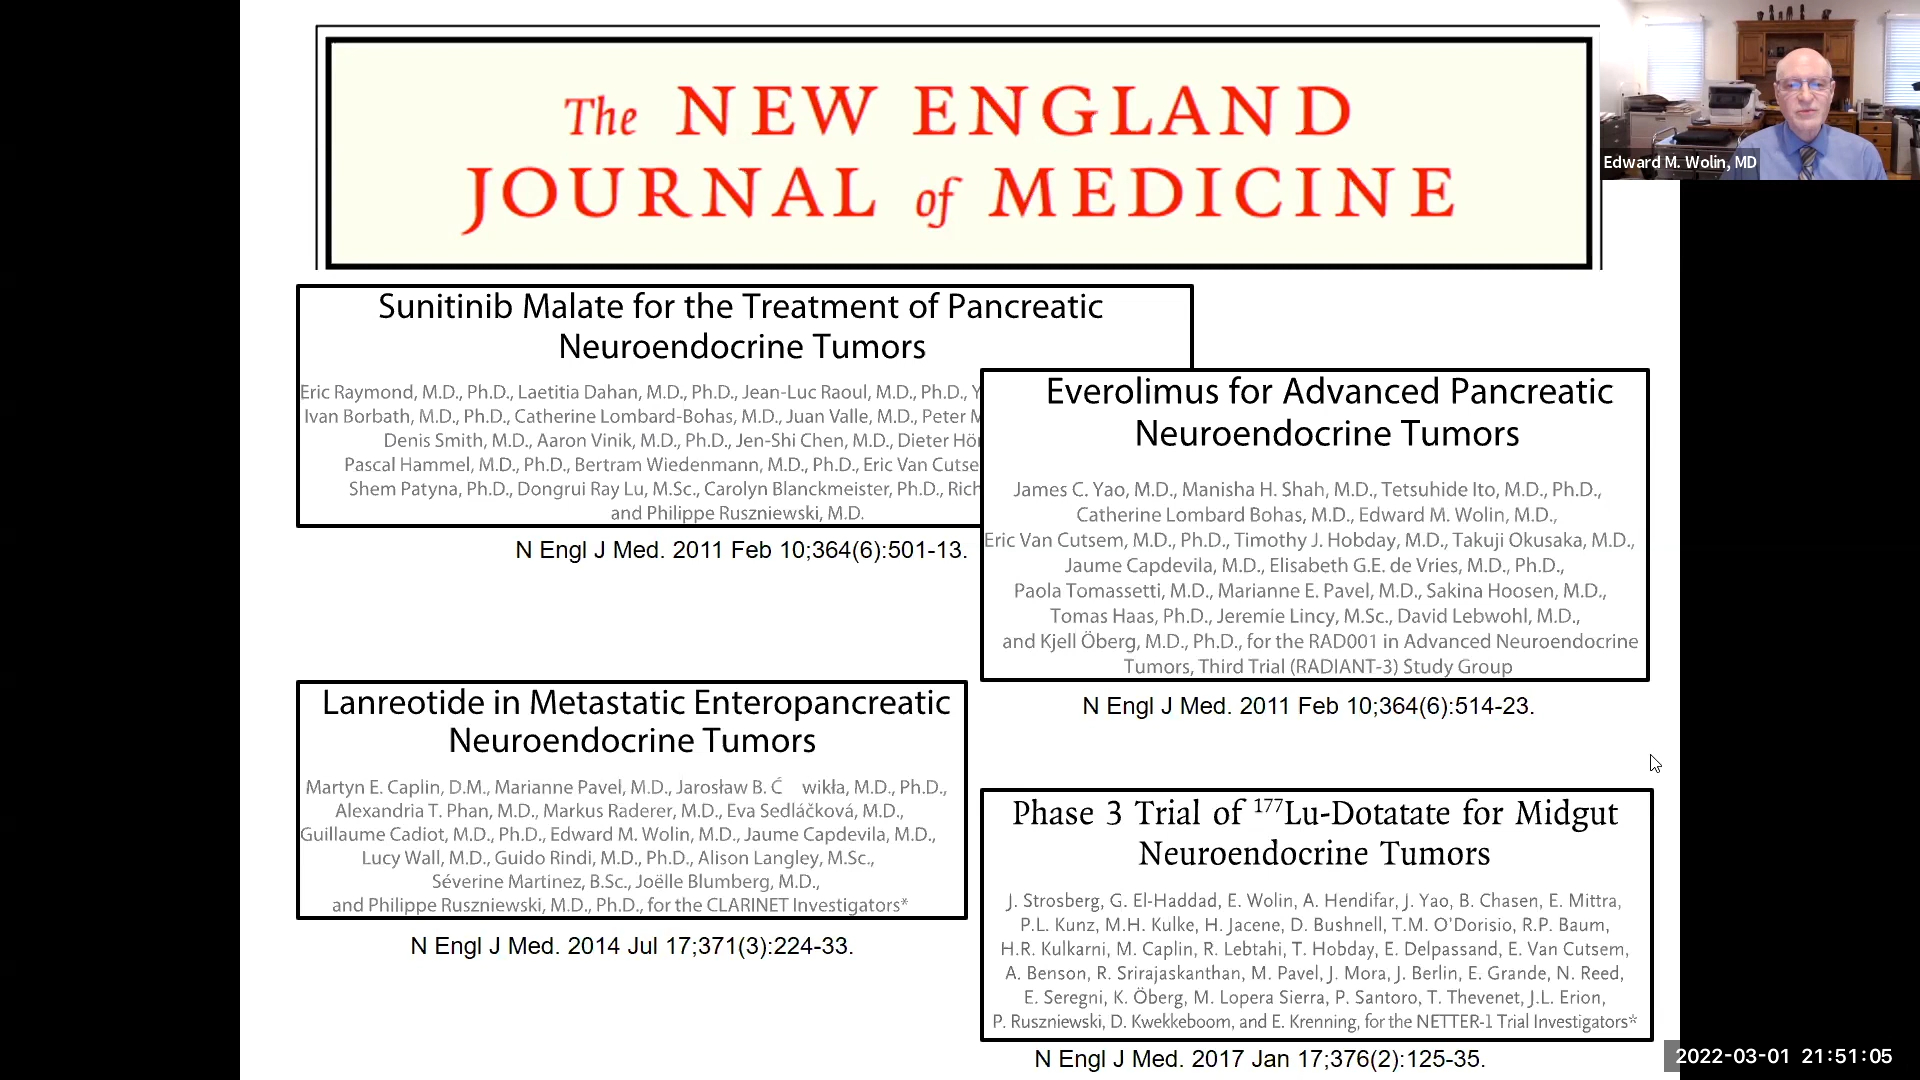 The NEW ENGLAND
JOURNAL of MEDICINE
Edward M. Wolin, MD
Sunitinib Malate for the Treatment of Pancreatic
Neuroendocrine Tumors
Eric Raymond, M.D., Ph.D., Laetitia Dahan, M.D., Ph.D., Jean-Luc Raoul, M.D., Ph.D., Y
Ivan Borbath, M.D., Ph.D., Catherine Lombard-Bohas, M.D., Juan Valle, M.D., Peter M
Denis Smith, M.D., Aaron Vinik, M.D., Ph.D., Jen-Shi Chen, M.D., Dieter Hör
Pascal Hammel, M.D., Ph.D., Bertram Wiedenmann, M.D., Ph.D., Eric Van Cutse
Shem Patyna, Ph.D., Dongrui Ray Lu, M.Sc., Carolyn Blanckmeister, Ph.D., Rich
and Philippe Ruszniewski, M.D.
N Engl J Med. 2011 Feb 10;364(6):501-13.
Everolimus for Advanced Pancreatic
Neuroendocrine Tumors
James C. Yao, M.D., Manisha H. Shah, M.D., Tetsuhide Ito, M.D., Ph.D.,
Catherine Lombard Bohas, M.D., Edward M. Wolin, M.D.,
Eric Van Cutsem, M.D., Ph.D., Timothy J. Hobday, M.D., Takuji Okusaka, M.D.,
Jaume Capdevila, M.D., Elisabeth G.E. de Vries, M.D., Ph.D.,
Paola Tomassetti, M.D., Marianne E. Pavel, M.D., Sakina Hoosen, M.D.,
Tomas Haas, Ph.D., Jeremie Lincy, M.Sc., David Lebwohl, M.D.,
and Kjell Öberg, M.D., Ph.D., for the RAD001 in Advanced Neuroendocrine
Tumors, Third Trial (RADIANT-3) Study Group
N Engl J Med. 2011 Feb 10;364(6):514-23.
Lanreotide in Metastatic Enteropancreatic
Neuroendocrine Tumors
Martyn E. Caplin, D.M., Marianne Pavel, M.D., Jarosław B. Ć wikła, M.D., Ph.D.,
Alexandria T. Phan, M.D., Markus Raderer, M.D., Eva Sedláčková, M.D.,
Guillaume Cadiot, M.D., Ph.D., Edward M. Wolin, M.D., Jaume Capdevila, M.D.,
Lucy Wall, M.D., Guido Rindi, M.D., Ph.D., Alison Langley, M.Sc.,
Séverine Martinez, B.Sc., Joëlle Blumberg, M.D.,
and Philippe Ruszniewski, M.D., Ph.D., for the CLARINET Investigators*
N Engl J Med. 2014 Jul 17;371(3):224-33.
Phase 3 Trial of ¹⁷⁷Lu-Dotatate for Midgut
Neuroendocrine Tumors
J. Strosberg, G. El-Haddad, E. Wolin, A. Hendifar, J. Yao, B. Chasen, E. Mittra,
P.L. Kunz, M.H. Kulke, H. Jacene, D. Bushnell, T.M. O'Dorisio, R.P. Baum,
H.R. Kulkarni, M. Caplin, R. Lebtahi, T. Hobday, E. Delpassand, E. Van Cutsem,
A. Benson, R. Srirajaskanthan, M. Pavel, J. Mora, J. Berlin, E. Grande, N. Reed,
E. Seregni, K. Öberg, M. Lopera Sierra, P. Santoro, T. Thevenet, J.L. Erion,
P. Ruszniewski, D. Kwekkeboom, and E. Krenning, for the NETTER-1 Trial Investigators*
N Engl J Med. 2017 Jan 17;376(2):125-35.
2022-03-01 21:51:05